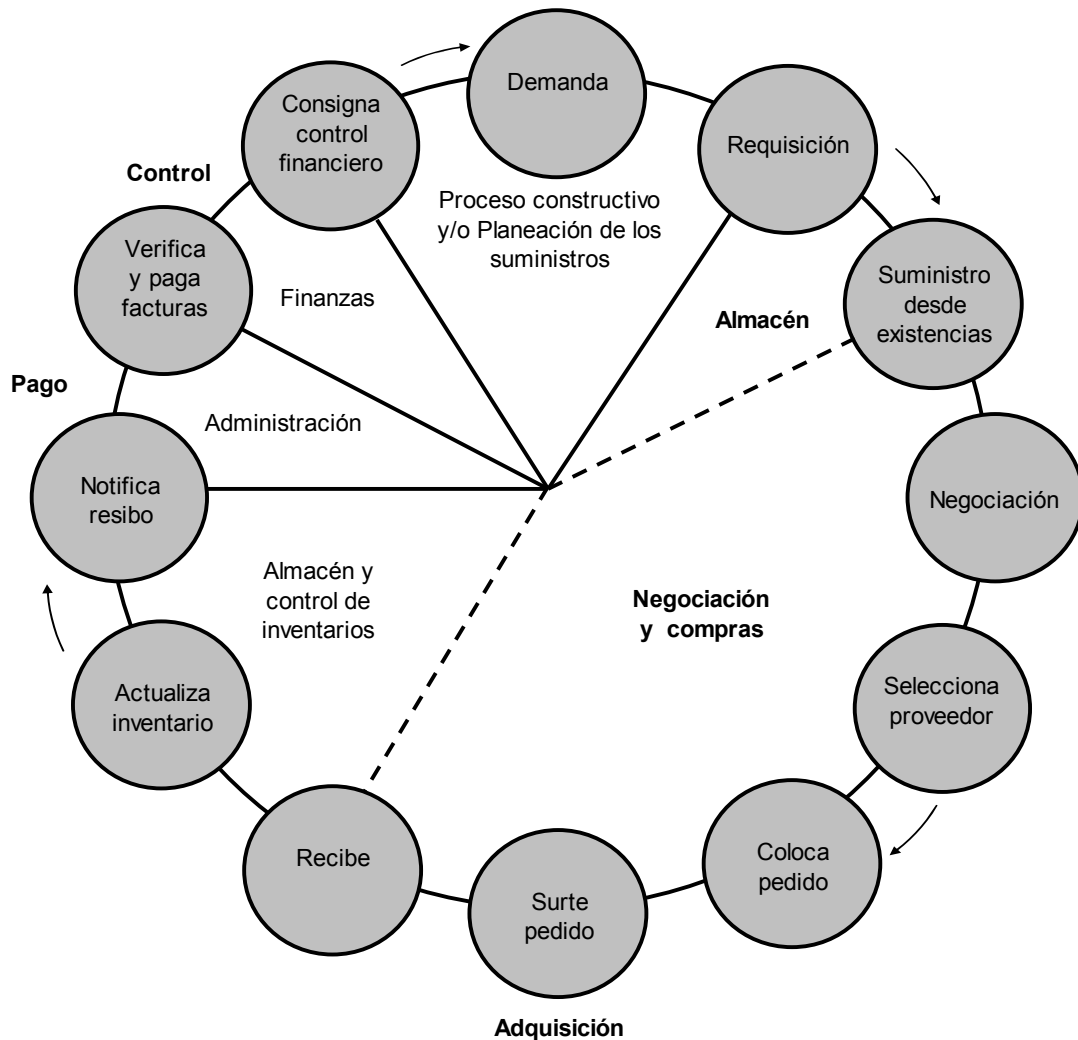 Demanda
Consigna
control
financiero
Requisición
Control
Proceso constructivo
y/o Planeación de los
suministros
Verifica
y paga
facturas
Finanzas
Almacén
Suministro
desde
existencias
Pago
Administración
Notifica
resibo
Negociación
Almacén y
control de
inventarios
Negociación
y compras
Actualiza
inventario
Selecciona
proveedor
Recibe
Surte
pedido
Coloca
pedido
Adquisición